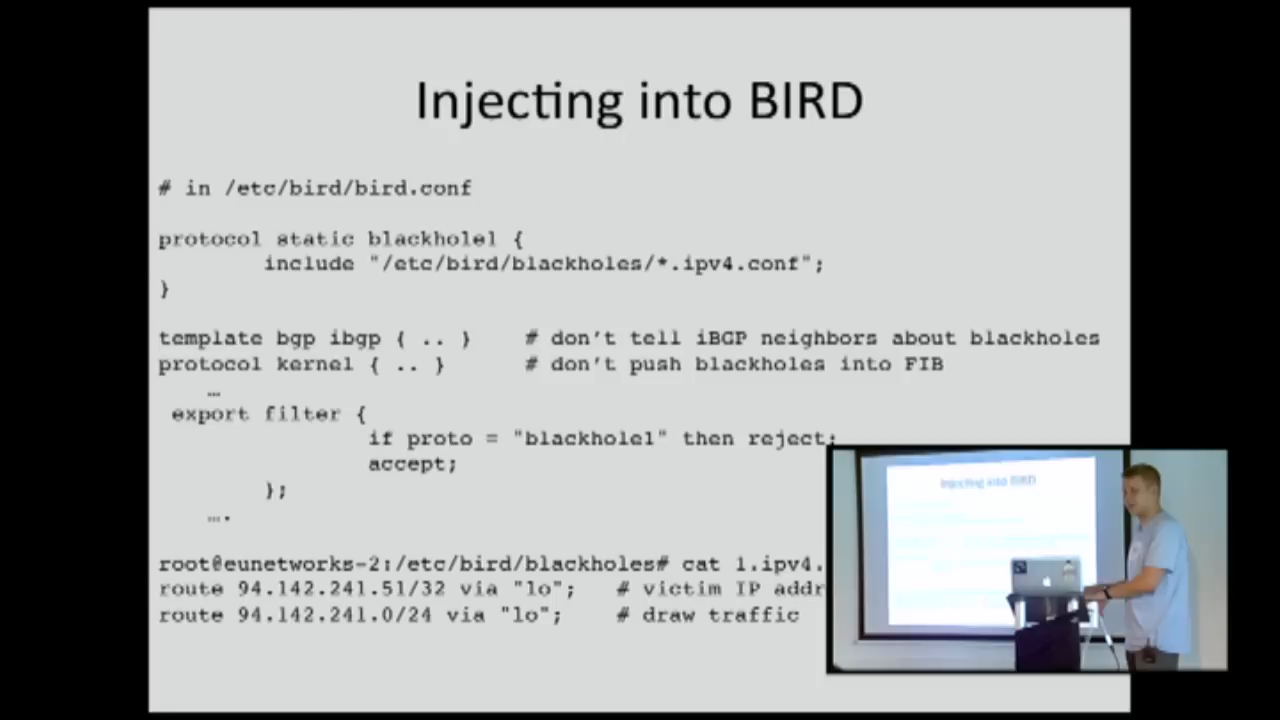 Injecting into BIRD
# in /etc/bird/bird.conf
protocol static blackhole1 {
include "/etc/bird/blackholes/*.ipv4.conf";
}
template bgp ibgp { .. } # don't tell iBGP neighbors about blackholes
protocol kernel { .. } # don't push blackholes into FIB
…
export filter {
if proto = "blackhole1" then reject;
accept;
};
….
root@eunetworks-2:/etc/bird/blackholes# cat 1.ipv4.
route 94.142.241.51/32 via "lo"; # victim IP addr
route 94.142.241.0/24 via "lo"; # draw traffic
Injecting into BIRD